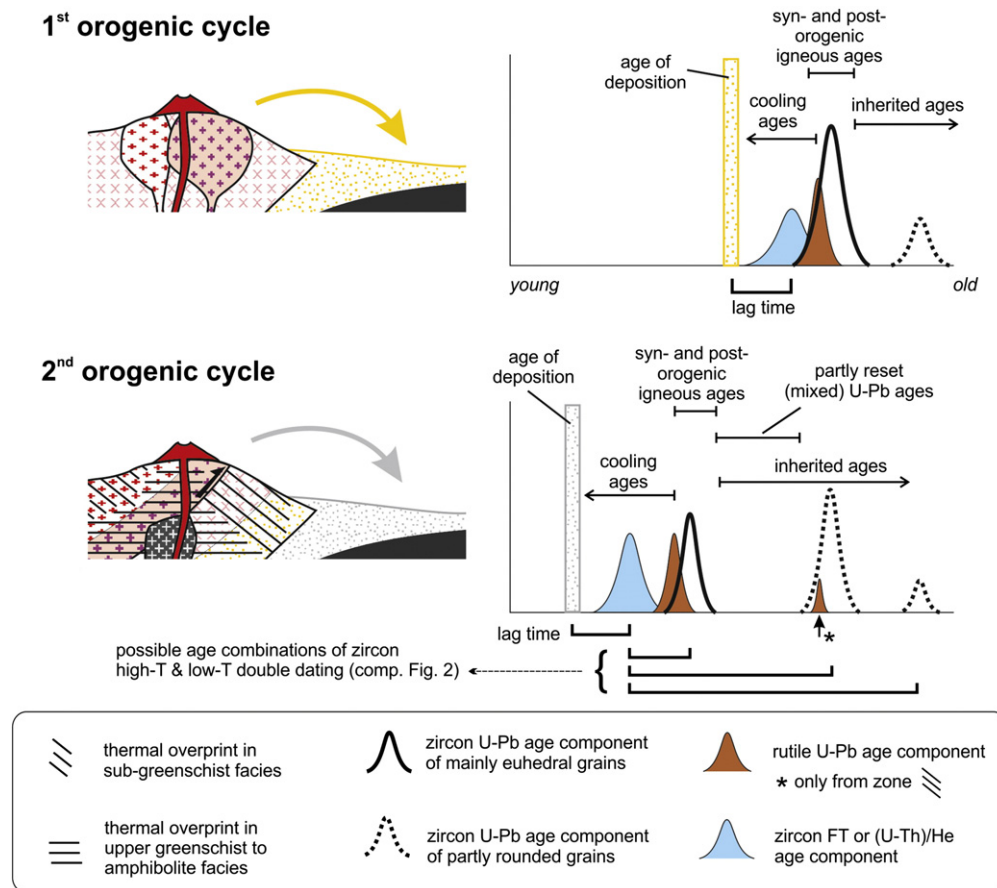 1st orogenic cycle
syn- and post-
orogenic
igneous ages
age of
deposition
cooling
ages
inherited ages
young
old
lag time
2nd orogenic cycle
age of
deposition
syn- and post-
orogenic
igneous ages
partly reset
(mixed) U-Pb ages
cooling
ages
inherited ages
lag time
*
possible age combinations of zircon
high-T & low-T double dating (comp. Fig. 2)
{
thermal overprint in
sub-greenschist facies
zircon U-Pb age component
of mainly euhedral grains
rutile U-Pb age component
* only from zone
thermal overprint in
upper greenschist to
amphibolite facies
zircon U-Pb age component
of partly rounded grains
zircon FT or (U-Th)/He
age component